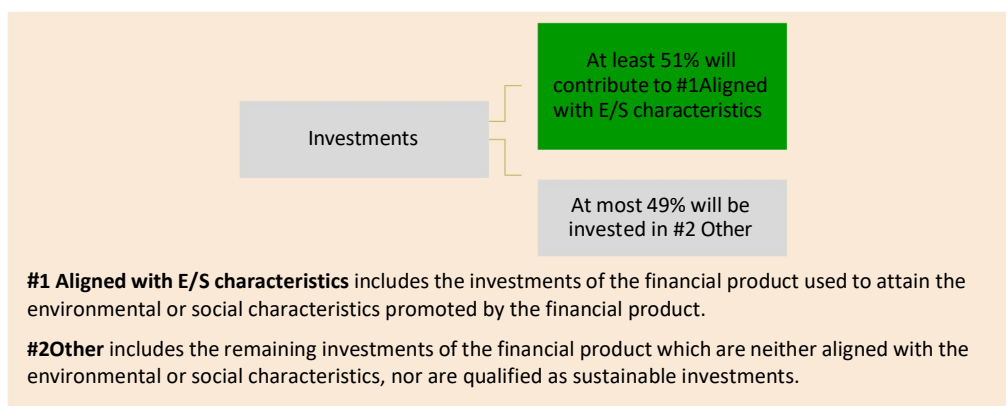 At least 51% will
contribute to #1Aligned
with E/S characteristics
Investments
At most 49% will be
invested in #2 Other
#1 Aligned with E/S characteristics includes the investments of the financial product used to attain the
environmental or social characteristics promoted by the financial product.
#2Other includes the remaining investments of the financial product which are neither aligned with the
environmental or social characteristics, nor are qualified as sustainable investments.